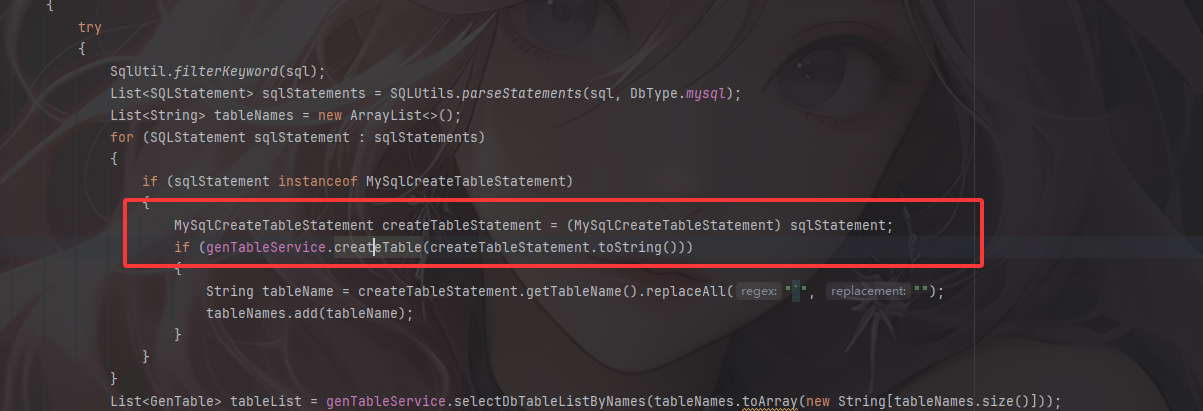 {
try
{
SqlUtil.filterKeyword(sql);
List<SQLStatement> sqlStatements = SQLUtils.parseStatements(sql, DbType.mysql);
List<String> tableNames = new ArrayList<>();
for (SQLStatement sqlStatement : sqlStatements)
{
if (sqlStatement instanceof MySqlCreateTableStatement)
{
MySqlCreateTableStatement createTableStatement = (MySqlCreateTableStatement) sqlStatement;
if (genTableService.createTable(createTableStatement.toString()))
{
String tableName = createTableStatement.getTableName().replaceAll( regex: "`", replacement: "");
tableNames.add(tableName);
}
}
}
List<GenTable> tableList = genTableService.selectDbTableListByNames(tableNames.toArray(new String[tableNames.size()]));